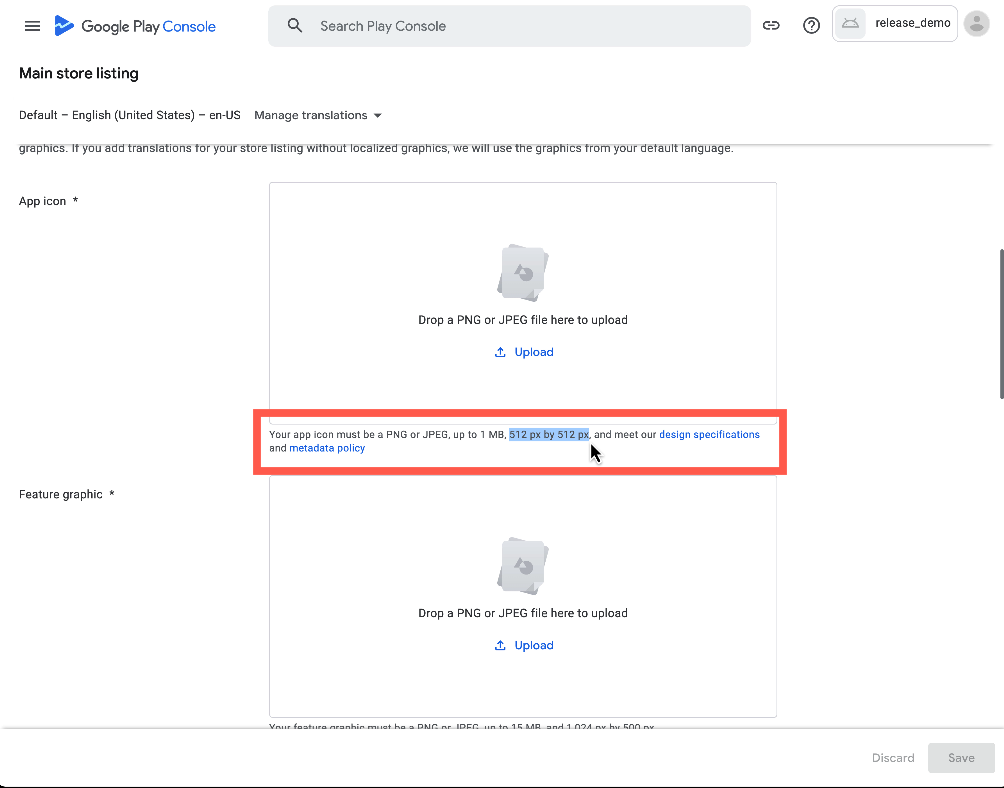 Google Play Console
Search Play Console
release_demo
Main store listing
Default – English (United States) – en-US Manage translations
graphics. If you add translations for your store listing without localized graphics, we will use the graphics from your default language.
App icon *
Drop a PNG or JPEG file here to upload
Upload
Your app icon must be a PNG or JPEG, up to 1 MB, 512 px by 512 px, and meet our design specifications
and metadata policy
Feature graphic *
Drop a PNG or JPEG file here to upload
Upload
Your feature graphic must be a PNG or JPEG, up to 15 MB, and 1,024 px by 500 px
Discard
Save